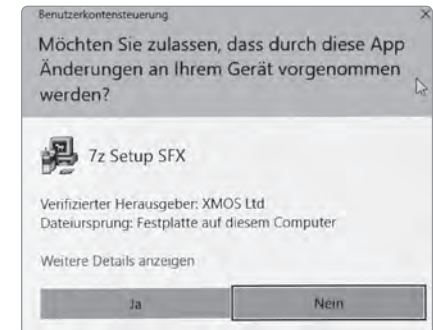 Benutzerkontensteuerung
Möchten Sie zulassen, dass durch diese App
Änderungen an Ihrem Gerät vorgenommen
werden?
7z Setup SFX
Verifizierter Herausgeber: XMOS Ltd
Dateiursprung: Festplatte auf diesem Computer
Weitere Details anzeigen
Ja
Nein